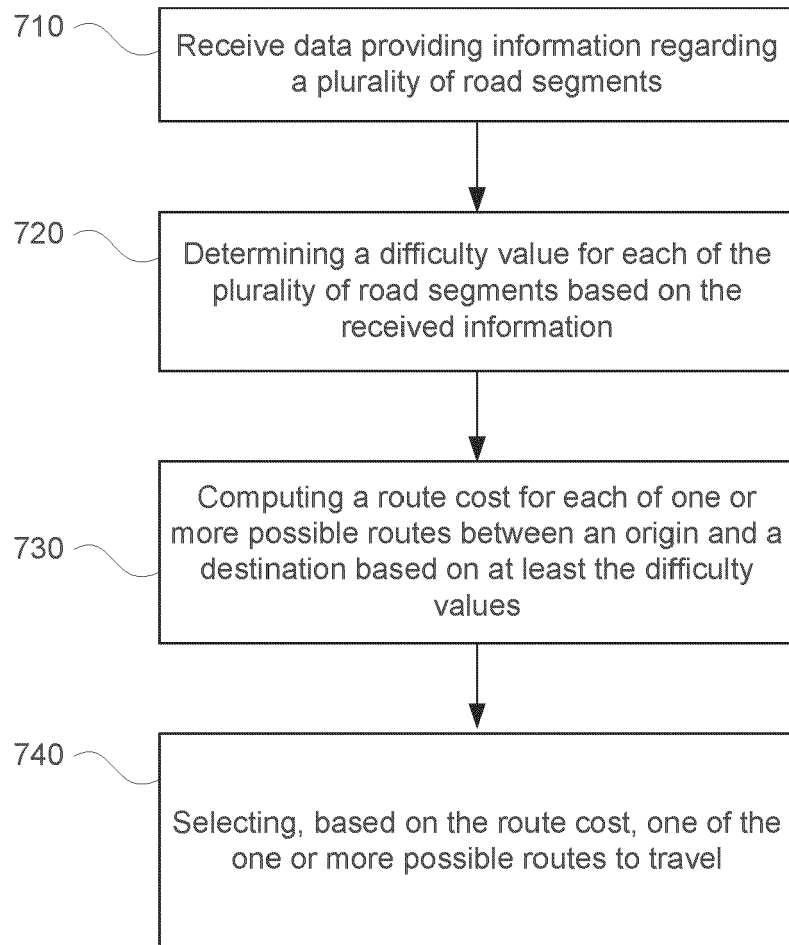 710
Receive data providing information regarding
a plurality of road segments
720
Determining a difficulty value for each of the
plurality of road segments based on the
received information
730
Computing a route cost for each of one or
more possible routes between an origin and a
destination based on at least the difficulty
values
740
Selecting, based on the route cost, one of the
one or more possible routes to travel